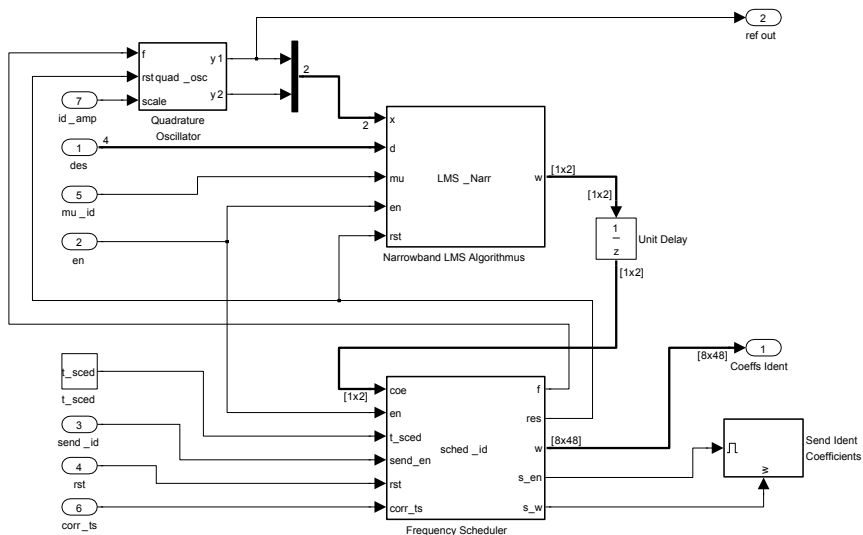 2
ref out
f
rst
scale
quad _osc
y1
y2
2
7
id _amp
Quadrature
Oscillator
1
des
4
5
mu _id
2
en
2
x
d
mu
en
rst
LMS _Narr
w
Narrowband LMS Algorithmus
[1x2]
[1x2]
1
z
Unit Delay
[1x2]
t_sced
t_sced
3
send _id
4
rst
6
corr _ts
[1x2]
coe
en
t_sced
send_en
rst
corr_ts
sched _id
f
res
w
s_en
s_w
Frequency Scheduler
[8x48]
[8x48]
1
Coeffs Ident
w
Send Ident
Coefficients